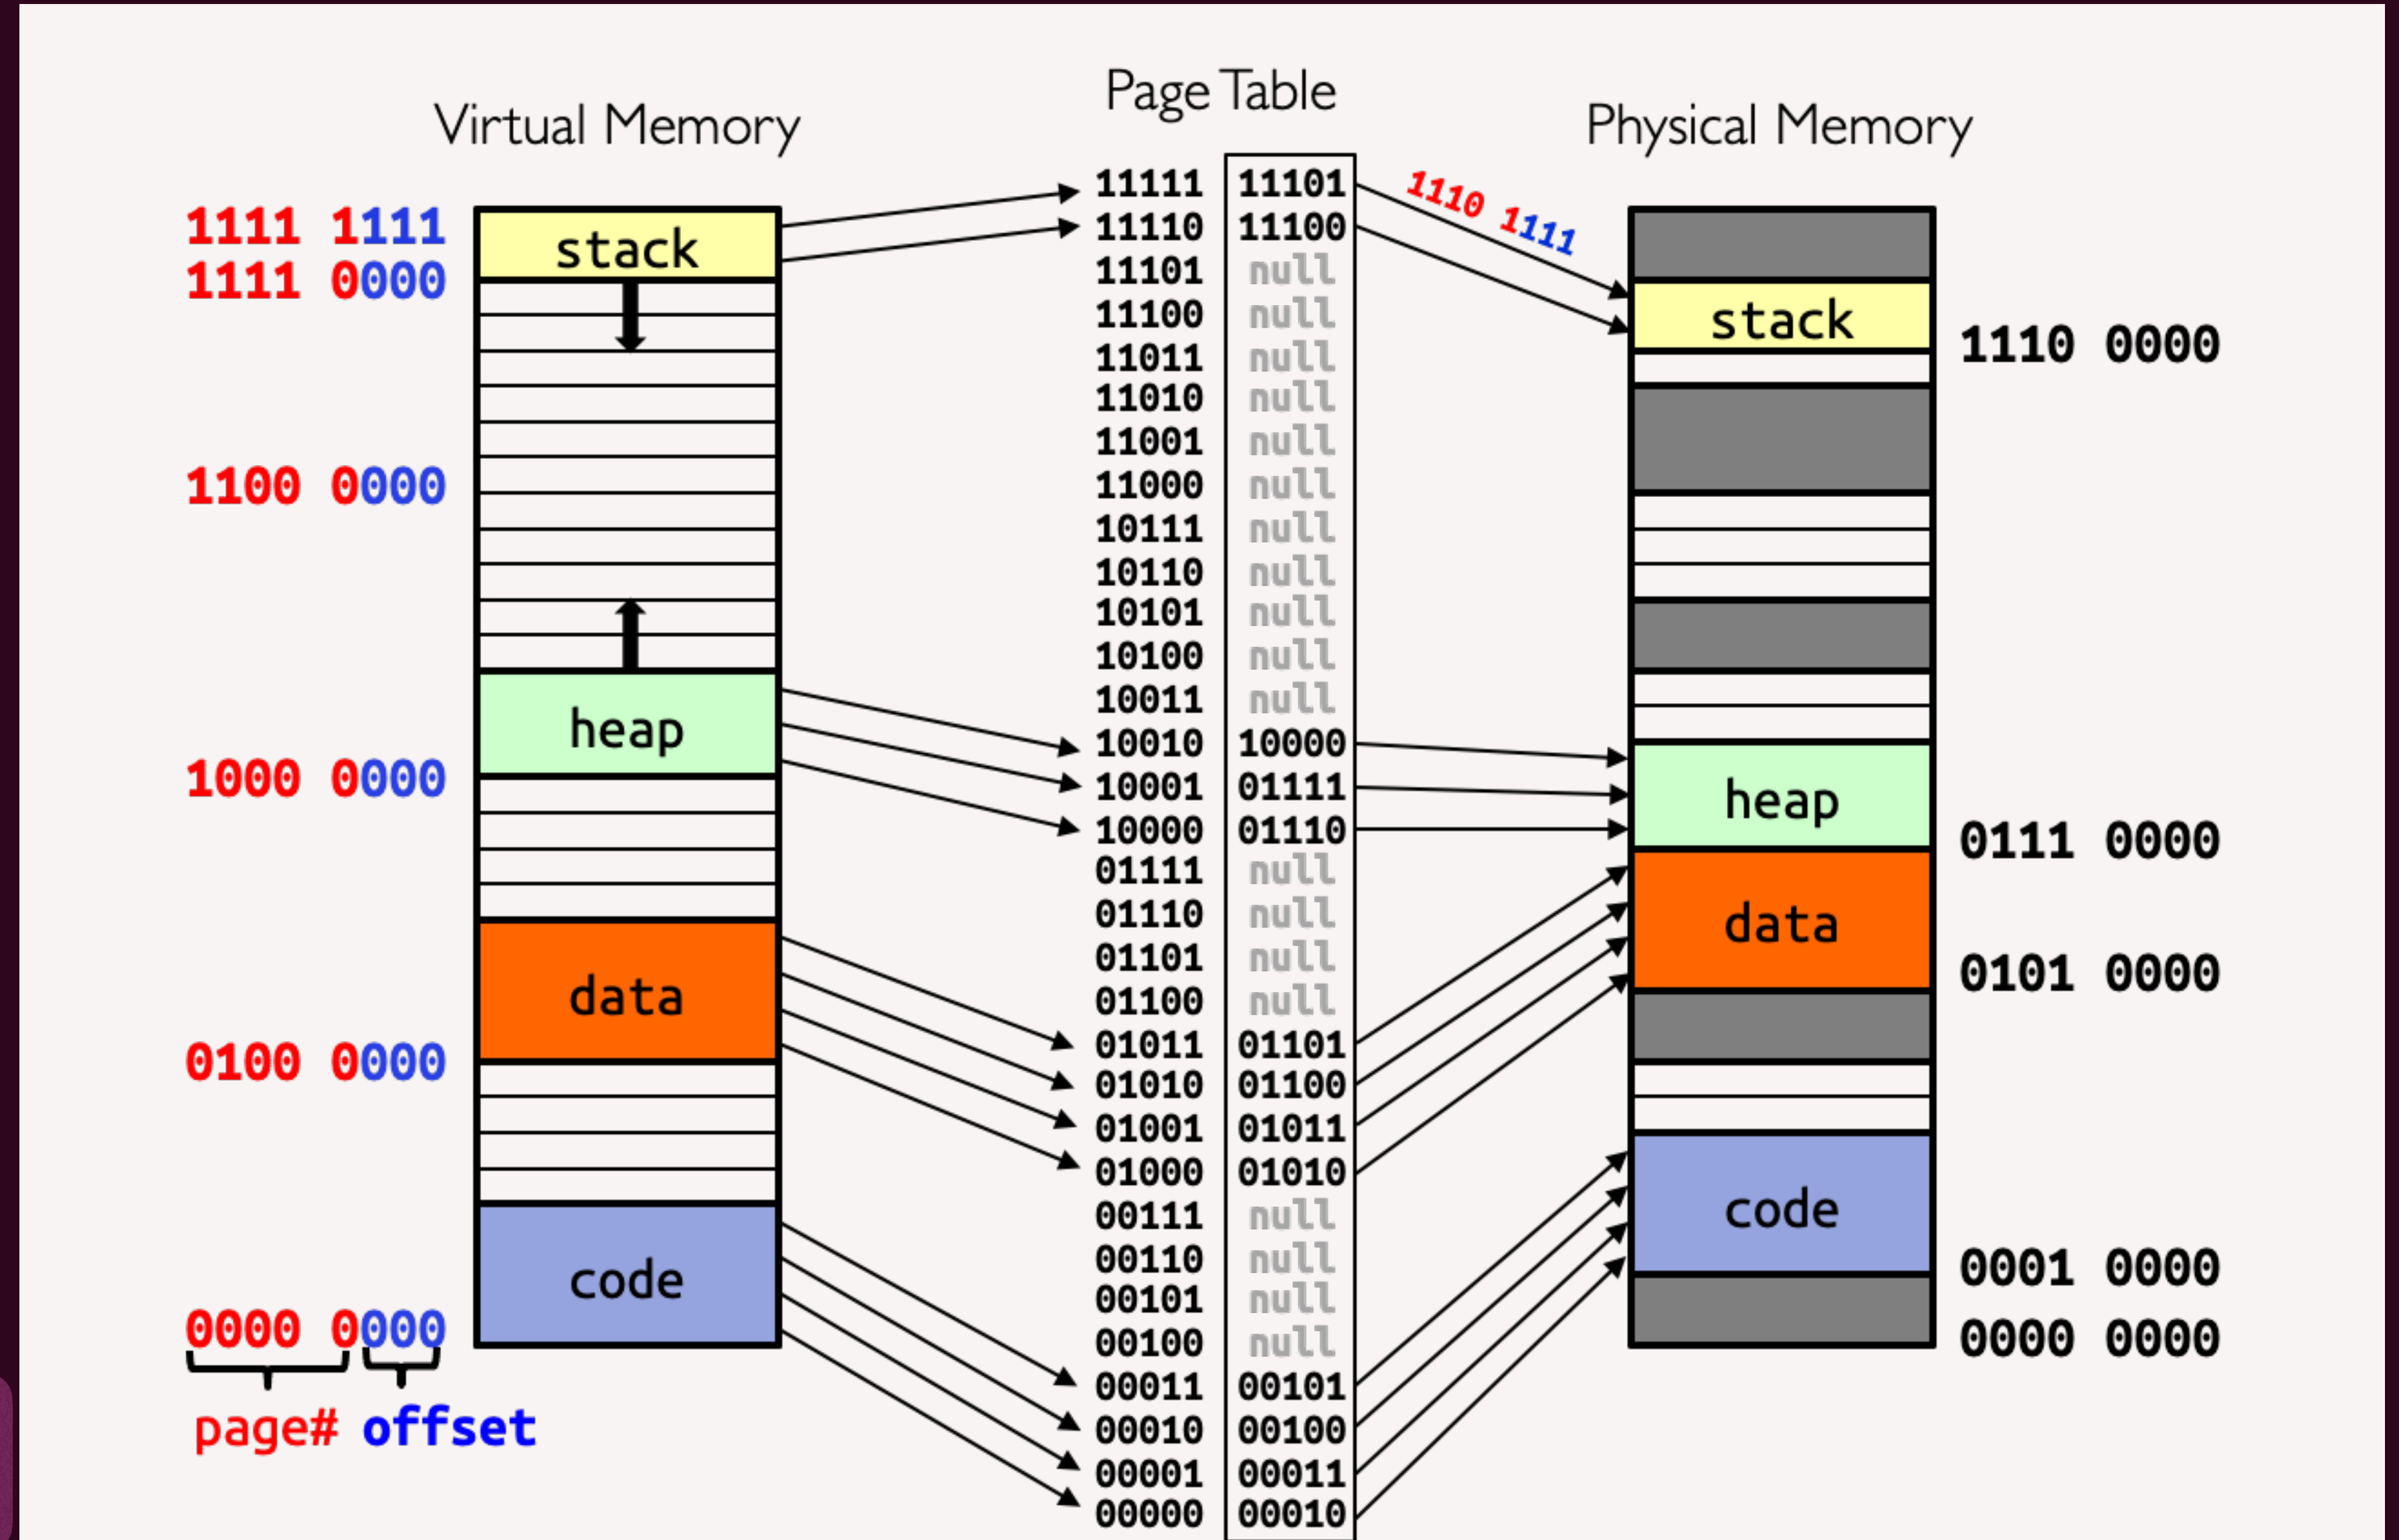 Virtual Memory
Page Table
Physical Memory
1111 1111
1111 0000
1100 0000
1000 0000
0100 0000
0000 0000
page# offset
stack
heap
data
code
11111 11101
11110 11100
11101 null
11100 null
11011 null
11010 null
11001 null
11000 null
10111 null
10110 null
10101 null
10100 null
10011 null
10010 10000
10001 01111
10000 01110
01111 null
01110 null
01101 null
01100 null
01011 01101
01010 01100
01001 01011
01000 01010
00111 null
00110 null
00101 null
00100 null
00011 00101
00010 00100
00001 00011
00000 00010
1110 1111
stack
heap
data
code
1110 0000
0111 0000
0101 0000
0001 0000
0000 0000